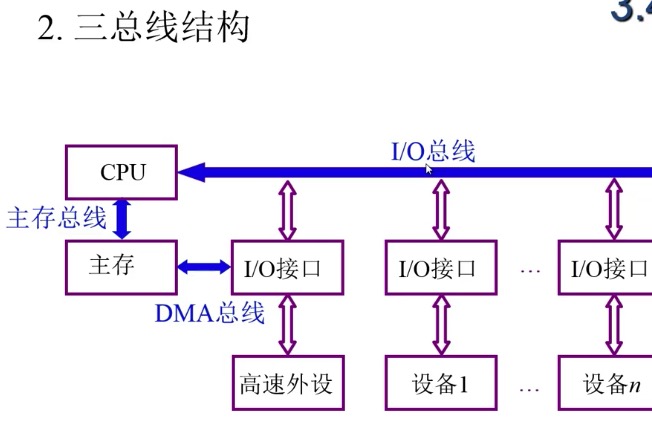 3.4
2. 三总线结构
I/O总线
CPU
主存总线
主存
I/O接口
I/O接口
…
I/O接口
DMA总线
高速外设
设备1
…
设备n